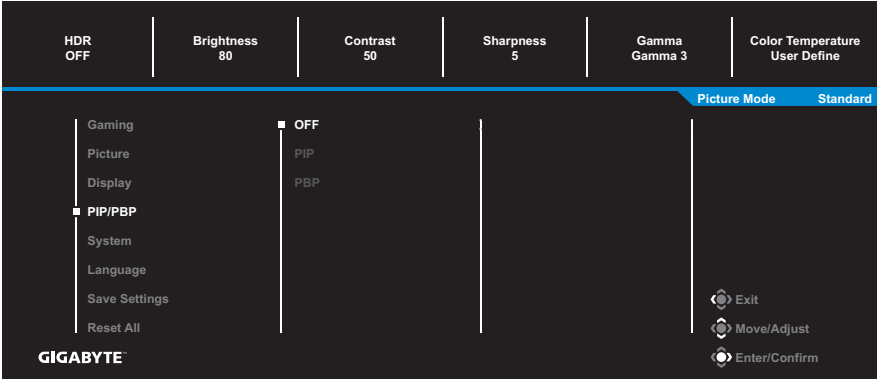 HDR
OFF
Brightness
80
Contrast
50
Sharpness
5
Gamma
Gamma 3
Color Temperature
User Define
Picture Mode Standard
Gaming
Picture
Display
PIP/PBP
System
Language
Save Settings
Reset All
OFF
PIP
PBP
Exit
Move/Adjust
Enter/Confirm
GIGABYTE™